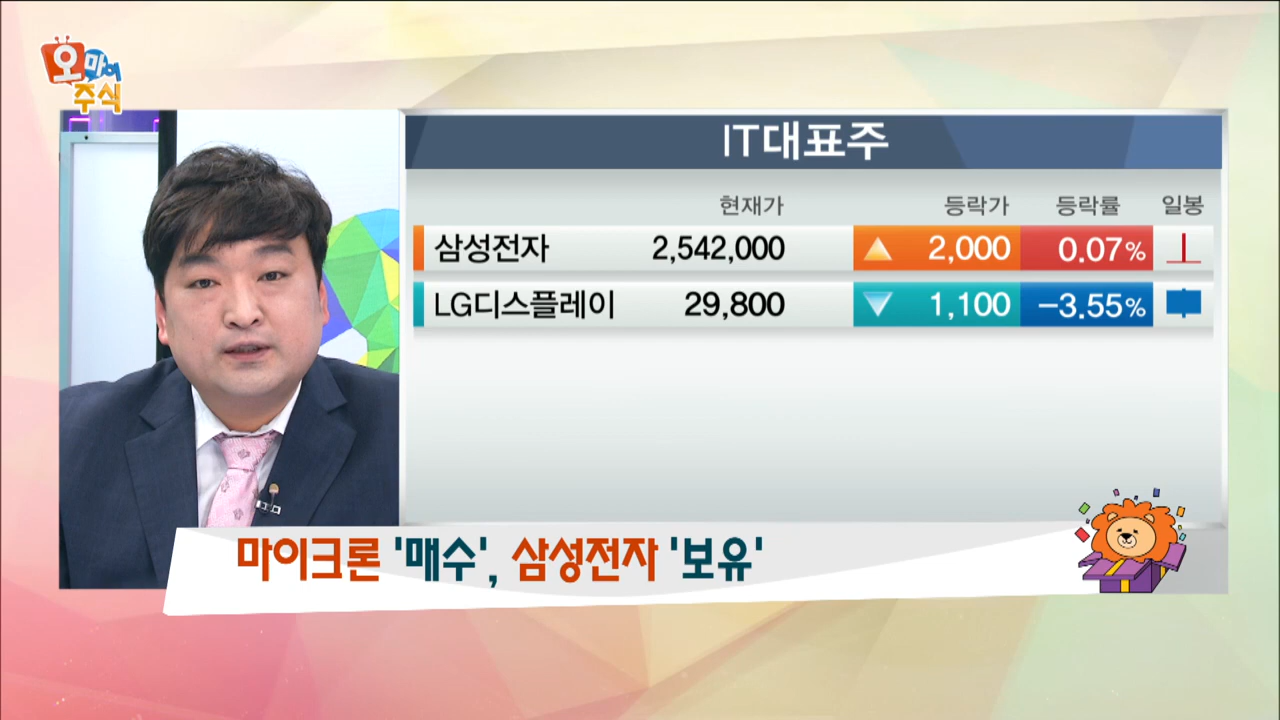 오마이
주식
IT대표주
현재가 등락가 등락률 일봉
삼성전자 2,542,000 ▲ 2,000 0.07%
LG디스플레이 29,800 ▼ 1,100 -3.55%
마이크론 '매수', 삼성전자 '보유'